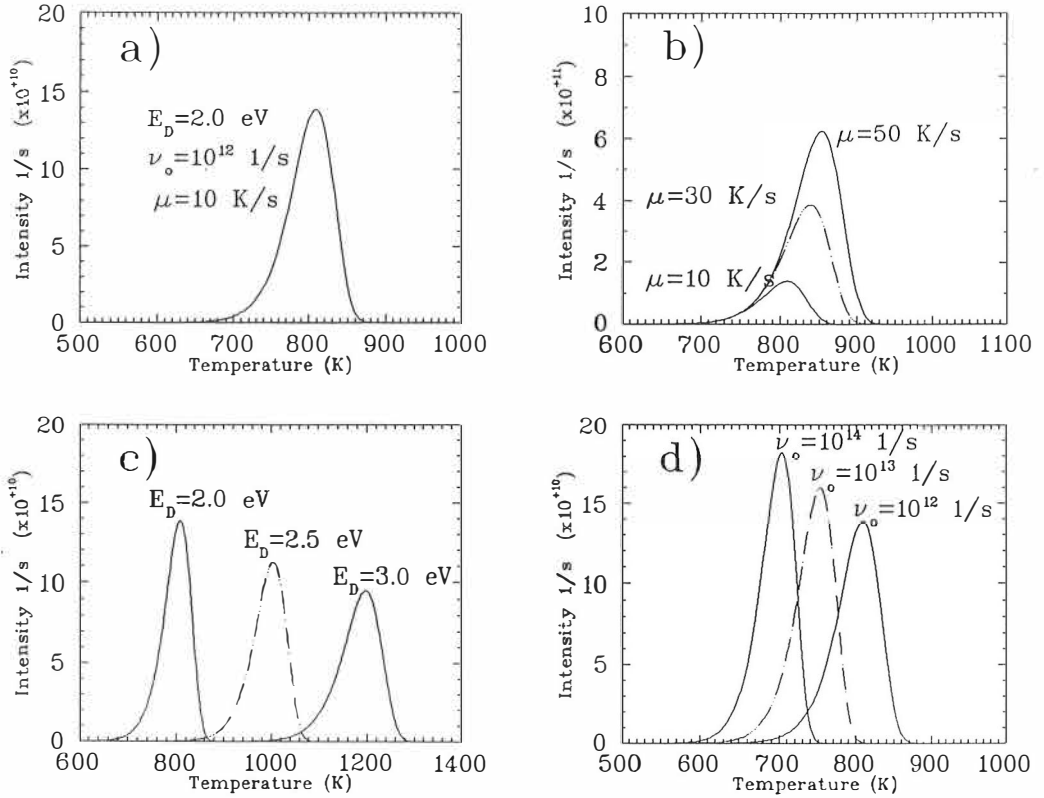 a)
E_D=2.0 eV
ν_o=10^12 1/s
μ=10 K/s
Intensity 1/s (x10^+10)
20
15
10
5
0
500 600 700 800 900 1000
Temperature (K)
b)
μ=50 K/s
μ=30 K/s
μ=10 K/s
Intensity 1/s (x10^+11)
10
8
6
4
2
0
600 700 800 900 1000 1100
Temperature (K)
c)
E_D=2.0 eV
E_D=2.5 eV
E_D=3.0 eV
Intensity 1/s (x10^+10)
20
15
10
5
0
600 800 1000 1200 1400
Temperature (K)
d)
ν_o=10^14 1/s
ν_o=10^13 1/s
ν_o=10^12 1/s
Intensity 1/s (x10^+10)
20
15
10
5
0
500 600 700 800 900 1000
Temperature (K)